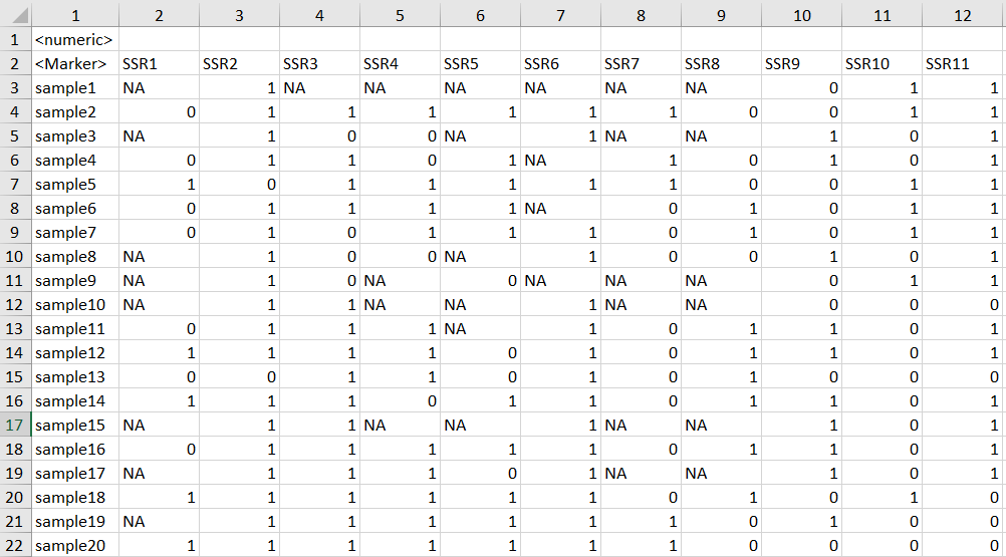 1 2 3 4 5 6 7 8 9 10 11 12
1 <numeric>
2 <Marker> SSR1 SSR2 SSR3 SSR4 SSR5 SSR6 SSR7 SSR8 SSR9 SSR10 SSR11
3 sample1 NA 1 NA NA NA NA NA NA 0 1 1
4 sample2 0 1 1 1 1 1 1 0 0 1 1
5 sample3 NA 1 0 0 NA 1 NA NA 1 0 1
6 sample4 0 1 1 0 1 NA 1 0 1 0 1
7 sample5 1 0 1 1 1 1 1 0 0 1 1
8 sample6 0 1 1 1 1 NA 0 1 0 1 1
9 sample7 0 1 0 1 1 1 0 1 0 1 1
10 sample8 NA 1 0 0 NA 1 0 0 1 0 1
11 sample9 NA 1 0 NA 0 NA NA NA 0 1 1
12 sample10 NA 1 1 NA NA 1 NA NA 0 0 0
13 sample11 0 1 1 1 NA 1 0 1 1 0 1
14 sample12 1 1 1 1 0 1 0 1 1 0 1
15 sample13 0 0 1 1 0 1 0 1 0 0 0
16 sample14 1 1 1 0 1 1 0 1 1 0 1
17 sample15 NA 1 1 NA NA 1 NA NA 1 0 1
18 sample16 0 1 1 1 1 1 0 1 1 0 1
19 sample17 NA 1 1 1 0 1 NA NA 1 0 1
20 sample18 1 1 1 1 1 1 0 1 0 1 0
21 sample19 NA 1 1 1 1 1 1 0 1 0 0
22 sample20 1 1 1 1 1 1 1 0 0 0 0